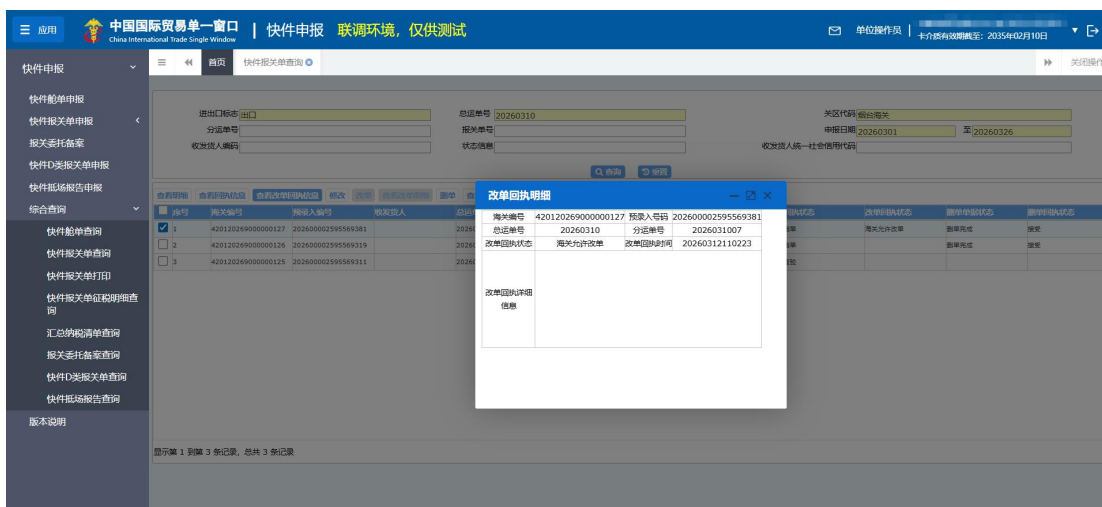 应用 中国国际贸易单一窗口 China International Trade Single Window | 快件申报 联调环境，仅供测试 单位操作员 | 卡介质有效期截至：2035年02月10日
快件申报 首页 快件报关单查询 关闭操作
快件舱单申报
快件报关单申报
报关委托备案
快件D类报关单申报
快件抵场报告申报
综合查询
快件舱单查询
快件报关单查询
快件报关单打印
快件报关单征税明细查询
汇总纳税清单查询
报关委托备案查询
快件D类报关单查询
快件抵场报告查询
版本说明
进出口标志 出口 总运单号 20260310 关区代码 烟台海关
分运单号 报关单号 申报日期 20260301 至 20260326
收发货人编码 状态信息 收发货人统一社会信用代码
查询 重置
查看明细 查看回执信息 查看改单回执信息 修改 改单 查看改单明细 删单
序号 海关编号 预录入编号 收发货人 回执状态 改单回执状态 删单单据状态 删单回执状态
1 420120269000000127 202600002595569381 海关允许改单 删单完成 接受
2 420120269000000126 202600002595569319 删单完成 接受
3 420120269000000125 202600002595569311
改单回执明细
海关编号 420120269000000127 预录入号码 202600002595569381
总运单号 20260310 分运单号 2026031007
改单回执状态 海关允许改单 改单回执时间 20260312110223
改单回执详细信息
显示第 1 到第 3 条记录，总共 3 条记录